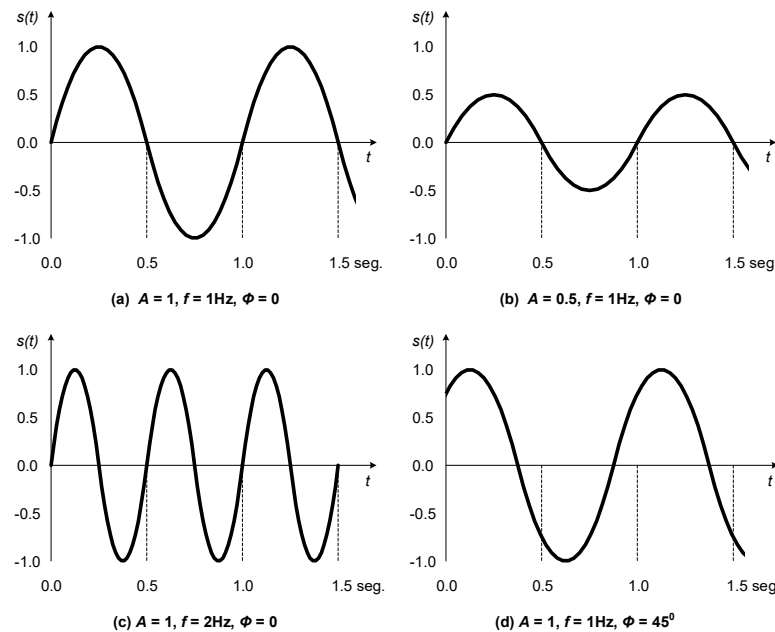 s(t)
1.0
0.5
0.0
-0.5
-1.0
t
0.0 0.5 1.0 1.5 seg.
(a) A = 1, f = 1Hz, Φ = 0
s(t)
1.0
0.5
0.0
-0.5
-1.0
t
0.0 0.5 1.0 1.5 seg.
(b) A = 0.5, f = 1Hz, Φ = 0
s(t)
1.0
0.5
0.0
-0.5
-1.0
t
0.0 0.5 1.0 1.5 seg.
(c) A = 1, f = 2Hz, Φ = 0
s(t)
1.0
0.5
0.0
-0.5
-1.0
t
0.0 0.5 1.0 1.5 seg
(d) A = 1, f = 1Hz, Φ = 45⁰